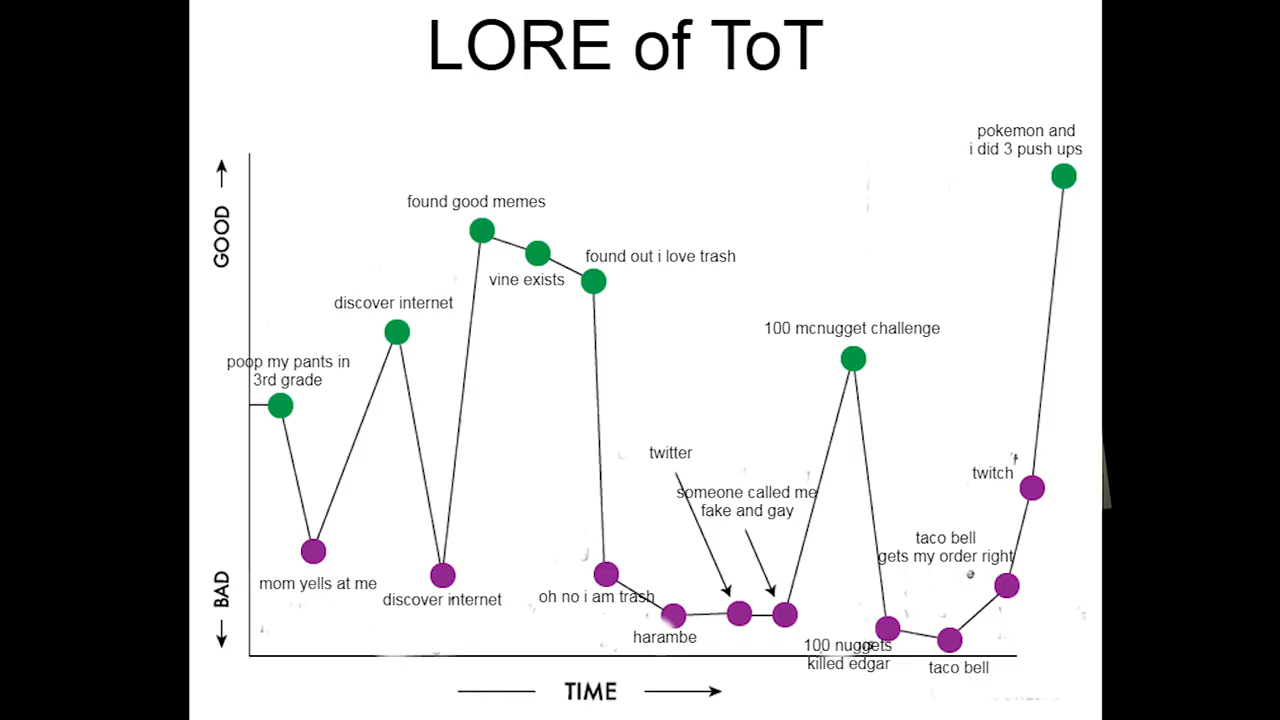 LORE of ToT
pokemon and
i did 3 push ups
found good memes
found out i love trash
vine exists
discover internet
100 mcnugget challenge
poop my pants in
3rd grade
GOOD
twitter
twitch
someone called me
fake and gay
taco bell
gets my order right
mom yells at me
discover internet
oh no i am trash
BAD
harambe
100 nuggets
killed edgar
taco bell
TIME